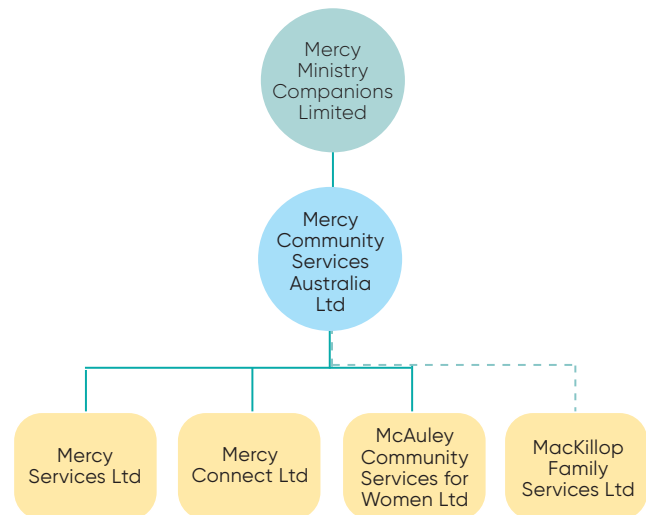 Mercy
Ministry
Companions
Limited
Mercy
Community
Services
Australia
Ltd
Mercy
Services Ltd
Mercy
Connect Ltd
McAuley
Community
Services for
Women Ltd
MacKillop
Family
Services Ltd